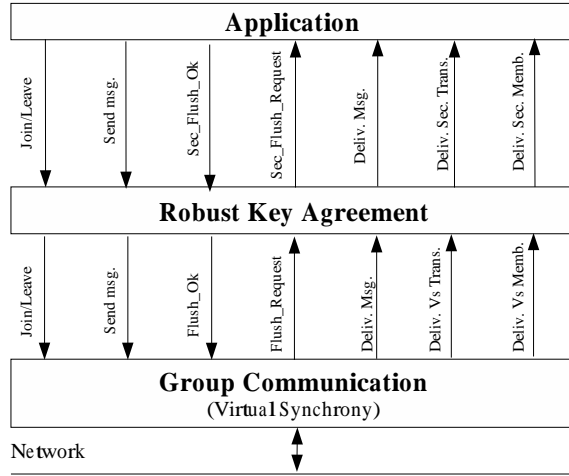 Application
Join/Leave
Send msg.
Sec_Flush_Ok
Sec_Flush_Request
Deliv. Msg.
Deliv. Sec. Trans.
Deliv. Sec. Memb.
Robust Key Agreement
Join/Leave
Send msg.
Flush_Ok
Flush_Request
Deliv. Msg.
Deliv. Vs Trans.
Deliv. Vs Memb.
Group Communication
(Virtual Synchrony)
Network